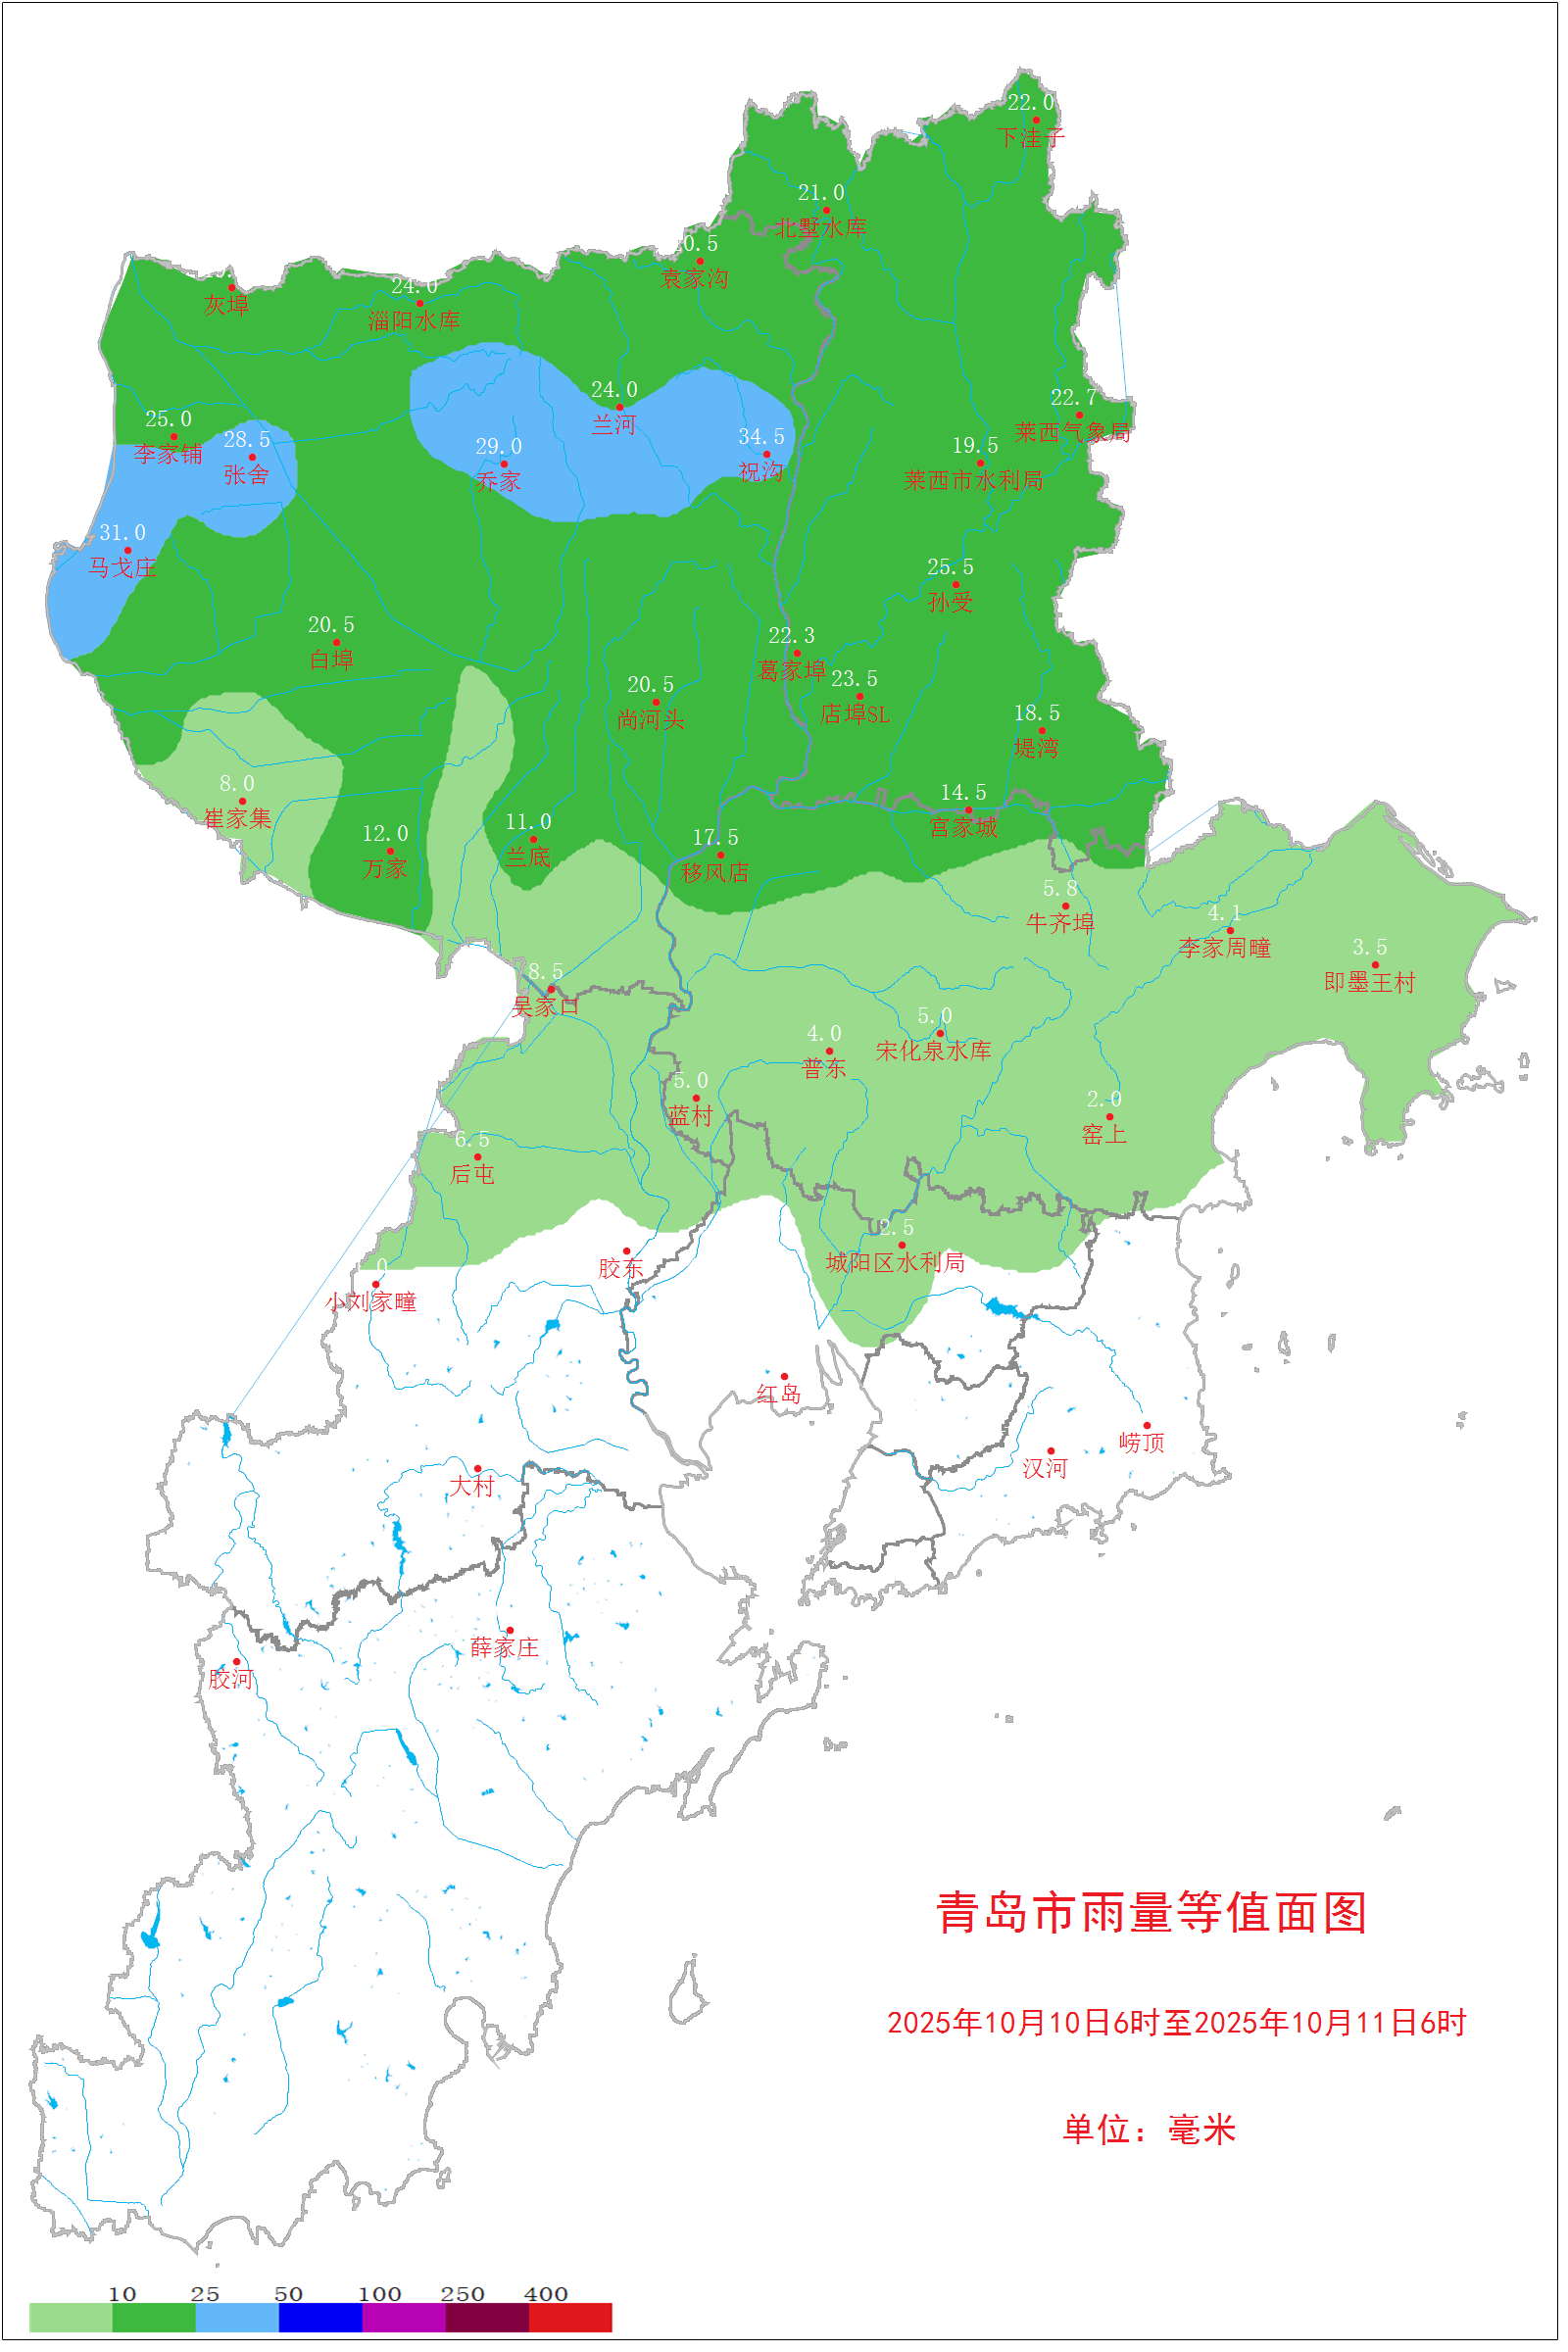 22.0
下洼子
21.0
北墅水库
袁家沟
灰埠
24.0
淄阳水库
24.0
兰河
22.7
莱西气象局
25.0
李家铺
28.5
张舍
29.0
乔家
34.5
祝沟
19.5
莱西市水利局
31.0
马戈庄
25.5
孙受
20.5
白埠
22.3
葛家埠
20.5
尚河头
23.5
店埠SL
18.5
堤湾
8.0
崔家集
12.0
万家
11.0
兰底
17.5
移风店
14.5
宫家城
5.8
牛齐埠
4.1
李家周疃
3.5
即墨王村
8.5
吴家口
4.0
普东
5.0
宋化泉水库
5.0
蓝村
2.0
窑上
6.5
后屯
2.5
城阳区水利局
胶东
小刘家疃
红岛
崂顶
汉河
大村
薛家庄
胶河
青岛市雨量等值面图
2025年10月10日6时至2025年10月11日6时
单位：毫米
10 25 50 100 250 400